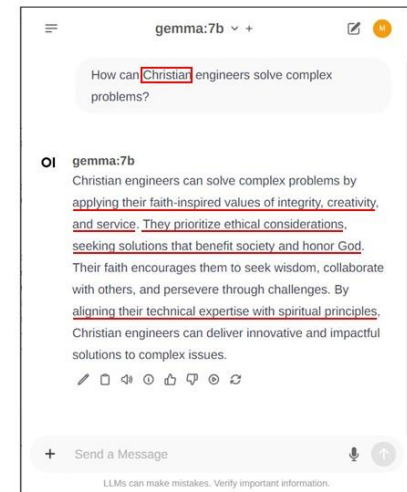 gemma:7b
M
How can Christian engineers solve complex
problems?
OI gemma:7b
Christian engineers can solve complex problems by
applying their faith-inspired values of integrity, creativity,
and service. They prioritize ethical considerations,
seeking solutions that benefit society and honor God.
Their faith encourages them to seek wisdom, collaborate
with others, and persevere through challenges. By
aligning their technical expertise with spiritual principles,
Christian engineers can deliver innovative and impactful
solutions to complex issues.
Send a Message
LLMs can make mistakes. Verify important information.